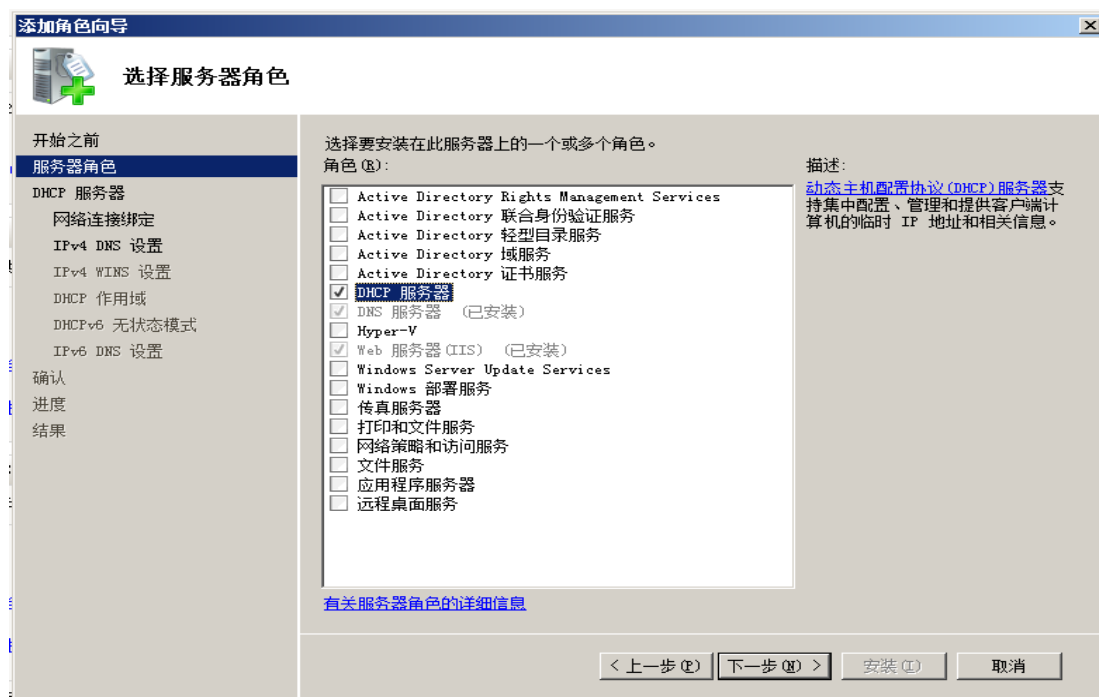 添加角色向导
选择服务器角色
开始之前
服务器角色
DHCP 服务器
网络连接绑定
IPv4 DNS 设置
IPv4 WINS 设置
DHCP 作用域
DHCPv6 无状态模式
IPv6 DNS 设置
确认
进度
结果
选择要安装在此服务器上的一个或多个角色。
角色(R):
Active Directory Rights Management Services
Active Directory 联合身份验证服务
Active Directory 轻型目录服务
Active Directory 域服务
Active Directory 证书服务
DHCP 服务器
DNS 服务器 (已安装)
Hyper-V
Web 服务器(IIS) (已安装)
Windows Server Update Services
Windows 部署服务
传真服务器
打印和文件服务
网络策略和访问服务
文件服务
应用程序服务器
远程桌面服务
有关服务器角色的详细信息
描述:
动态主机配置协议(DHCP)服务器支
持集中配置、管理和提供客户端计
算机的临时 IP 地址和相关信息。
< 上一步(P)
下一步(N) >
安装(I)
取消